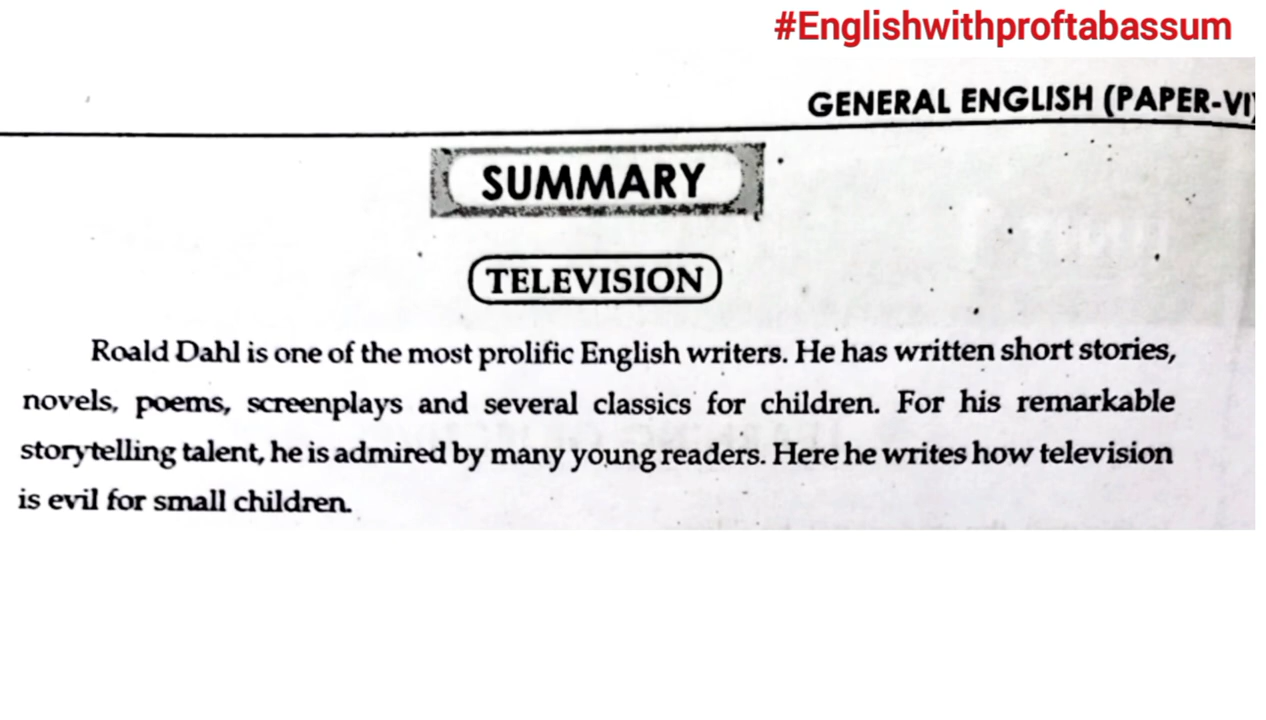 #Englishwithproftabassum
GENERAL ENGLISH (PAPER-VI)
SUMMARY
TELEVISION
Roald Dahl is one of the most prolific English writers. He has written short stories,
novels, poems, screenplays and several classics for children. For his remarkable
storytelling talent, he is admired by many young readers. Here he writes how television
is evil for small children.